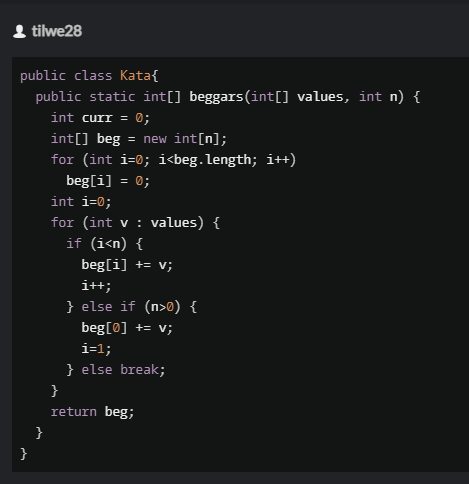 tilwe28
public class Kata{
  public static int[] beggars(int[] values, int n) {
    int curr = 0;
    int[] beg = new int[n];
    for (int i=0; i<beg.length; i++)
      beg[i] = 0;
    int i=0;
    for (int v : values) {
      if (i<n) {
        beg[i] += v;
        i++;
      } else if (n>0) {
        beg[0] += v;
        i=1;
      } else break;
    }
    return beg;
  }
}